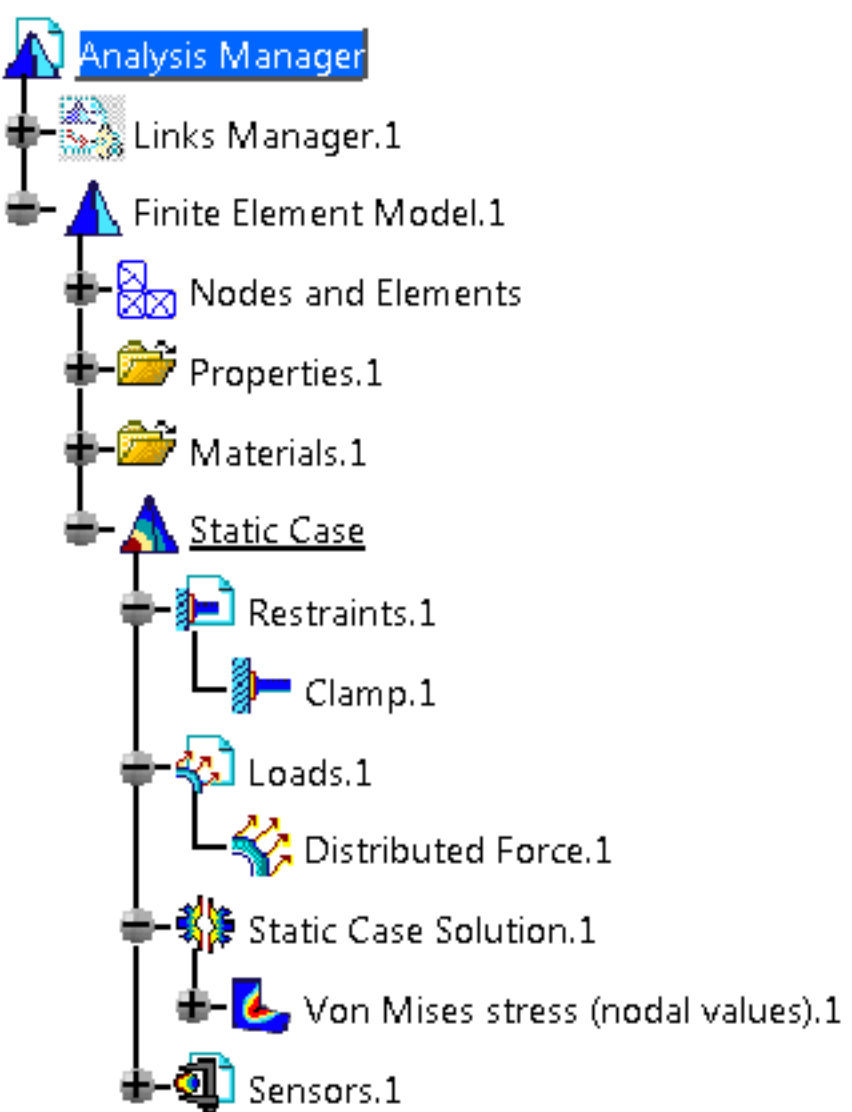 Analysis Manager
Links Manager.1
Finite Element Model.1
Nodes and Elements
Properties.1
Materials.1
Static Case
Restraints.1
Clamp.1
Loads.1
Distributed Force.1
Static Case Solution.1
Von Mises stress (nodal values).1
Sensors.1